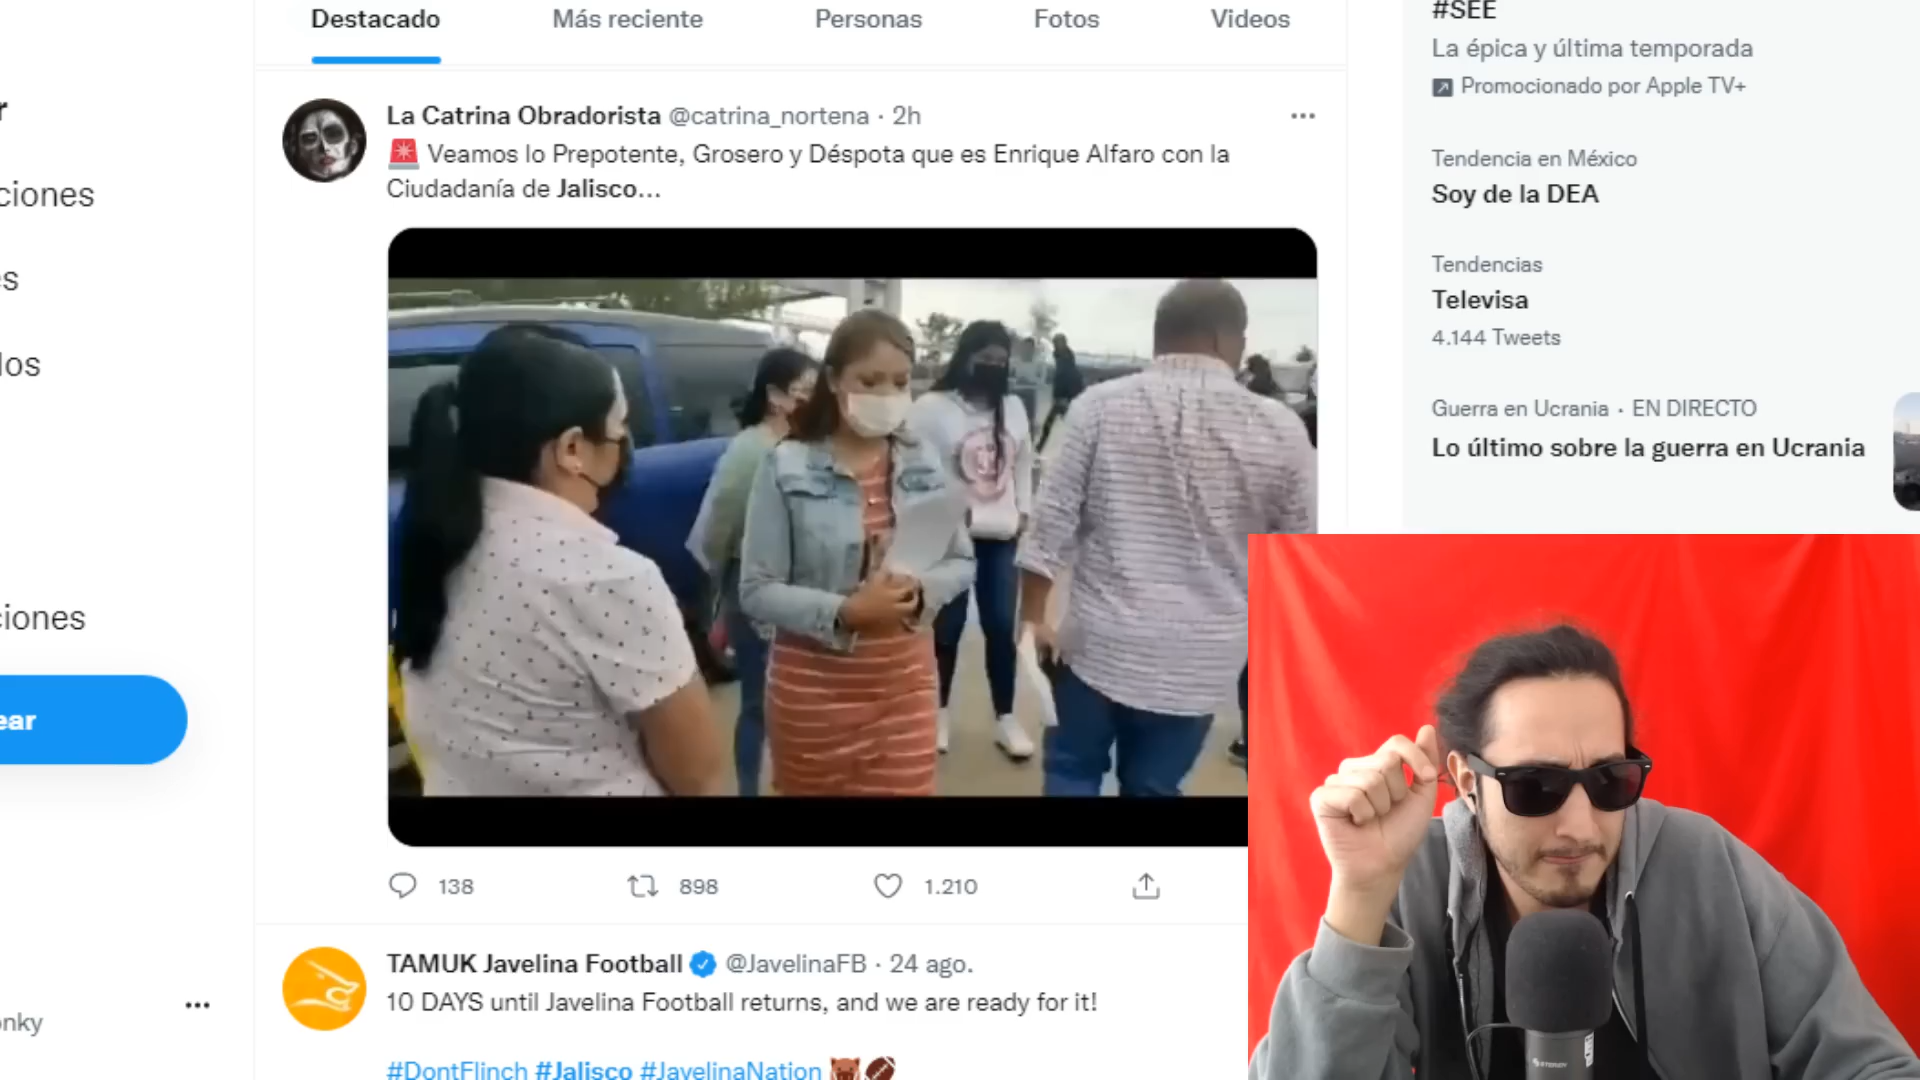 Destacado
Más reciente
Personas
Fotos
Videos
r
ciones
s
los
ciones
ear
onky
La Catrina Obradorista @catrina_nortena · 2h
🚨 Veamos lo Prepotente, Grosero y Déspota que es Enrique Alfaro con la
Ciudadanía de Jalisco...
138
898
1.210
TAMUK Javelina Football @JavelinaFB · 24 ago.
10 DAYS until Javelina Football returns, and we are ready for it!
#DontFlinch #Jalisco #JavelinaNation 🐗🏈
#SEE
La épica y última temporada
Promocionado por Apple TV+
Tendencia en México
Soy de la DEA
Tendencias
Televisa
4.144 Tweets
Guerra en Ucrania · EN DIRECTO
Lo último sobre la guerra en Ucrania